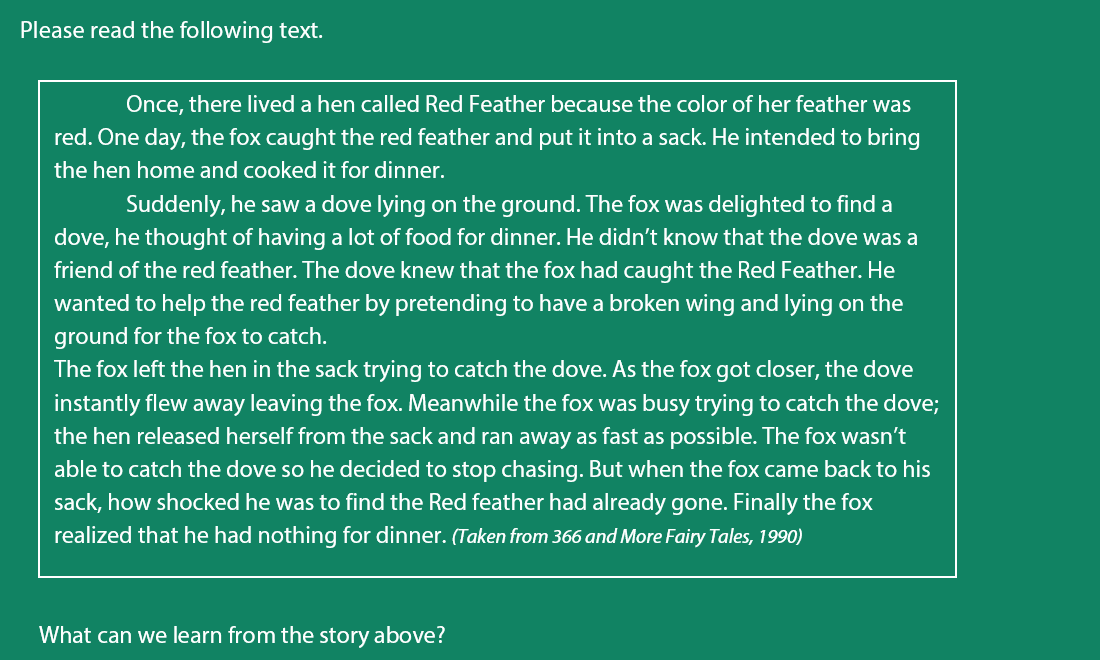 Please read the following text.
Once, there lived a hen called Red Feather because the color of her feather was
red. One day, the fox caught the red feather and put it into a sack. He intended to bring
the hen home and cooked it for dinner.
Suddenly, he saw a dove lying on the ground. The fox was delighted to find a
dove, he thought of having a lot of food for dinner. He didn’t know that the dove was a
friend of the red feather. The dove knew that the fox had caught the Red Feather. He
wanted to help the red feather by pretending to have a broken wing and lying on the
ground for the fox to catch.
The fox left the hen in the sack trying to catch the dove. As the fox got closer, the dove
instantly flew away leaving the fox. Meanwhile the fox was busy trying to catch the dove;
the hen released herself from the sack and ran away as fast as possible. The fox wasn’t
able to catch the dove so he decided to stop chasing. But when the fox came back to his
sack, how shocked he was to find the Red feather had already gone. Finally the fox
realized that he had nothing for dinner. (Taken from 366 and More Fairy Tales, 1990)
What can we learn from the story above?